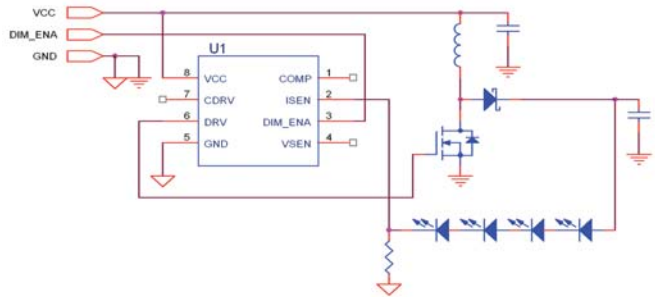 VCC
DIM_ENA
GND
U1
8 VCC COMP 1
7 CDRV ISEN 2
6 DRV DIM_ENA 3
5 GND VSEN 4